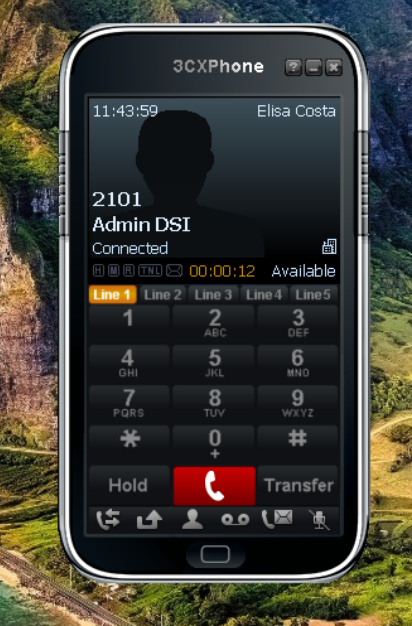 3CXPhone ? - x
11:43:59 Elisa Costa
2101
Admin DSI
Connected
H M R TNL 00:00:12 Available
Line 1 Line 2 Line 3 Line 4 Line 5
1 2 3
ABC DEF
4 5 6
GHI JKL MNO
7 8 9
PQRS TUV WXYZ
* 0 #
+
Hold Transfer